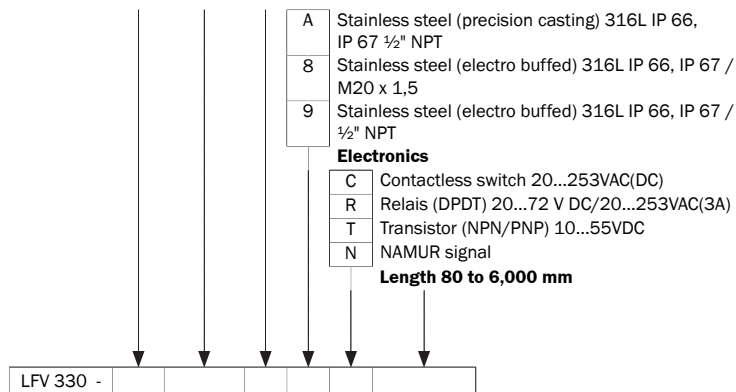 A Stainless steel (precision casting) 316L IP 66,
IP 67 ½" NPT
8 Stainless steel (electro buffed) 316L IP 66, IP 67 /
M20 x 1,5
9 Stainless steel (electro buffed) 316L IP 66, IP 67 /
½" NPT
Electronics
C Contactless switch 20...253VAC(DC)
R Relais (DPDT) 20...72 V DC/20...253VAC(3A)
T Transistor (NPN/PNP) 10...55VDC
N NAMUR signal
Length 80 to 6,000 mm
LFV 330 -